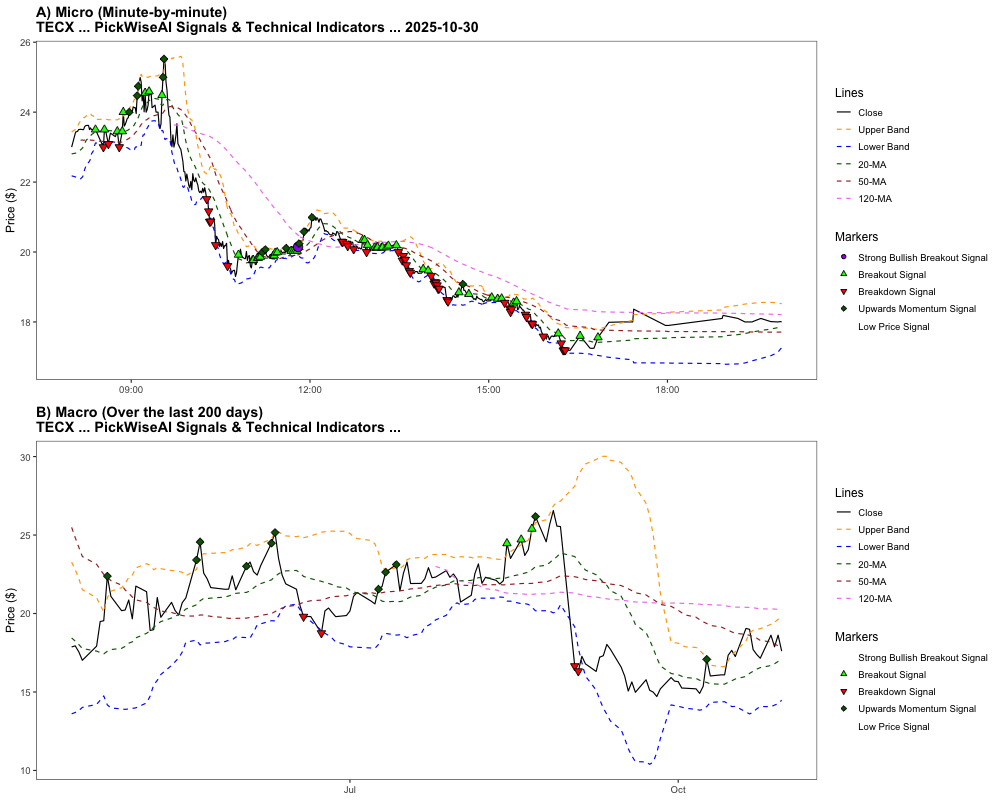 A) Micro (Minute-by-minute)
TECX ... PickWiseAI Signals & Technical Indicators ... 2025-10-30
Price ($)
26
24
22
20
18
09:00
12:00
15:00
18:00
Lines
Close
Upper Band
Lower Band
20-MA
50-MA
120-MA
Markers
Strong Bullish Breakout Signal
Breakout Signal
Breakdown Signal
Upwards Momentum Signal
Low Price Signal
B) Macro (Over the last 200 days)
TECX ... PickWiseAI Signals & Technical Indicators ...
Price ($)
30
25
20
15
10
Jul
Oct
Lines
Close
Upper Band
Lower Band
20-MA
50-MA
120-MA
Markers
Strong Bullish Breakout Signal
Breakout Signal
Breakdown Signal
Upwards Momentum Signal
Low Price Signal